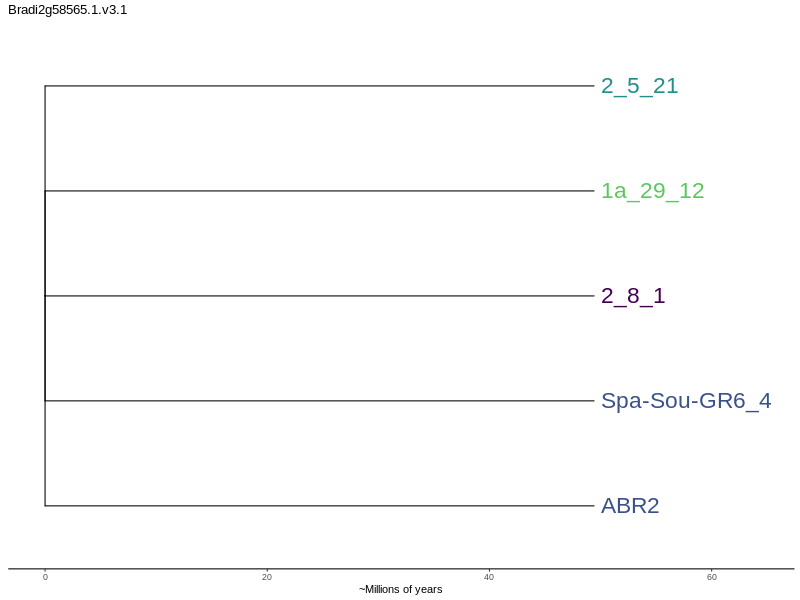 Bradi2g58565.1.v3.1
2_5_21
1a_29_12
2_8_1
Spa-Sou-GR6_4
ABR2
0 20 40 60
~Millions of years